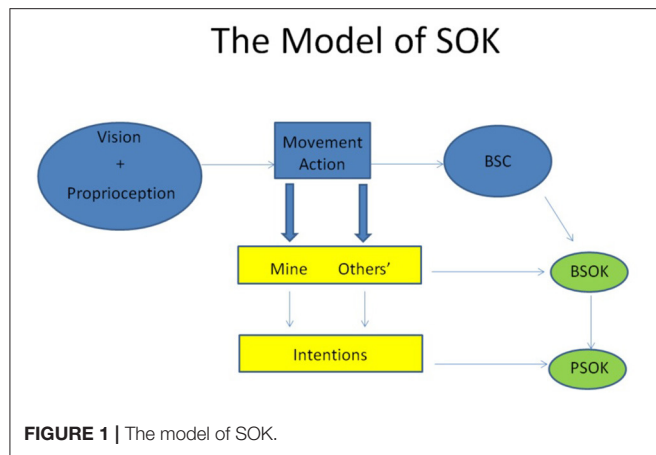 The Model of SOK
Vision
+
Proprioception
Movement
Action
BSC
Mine Others'
BSOK
Intentions
PSOK
FIGURE 1 | The model of SOK.